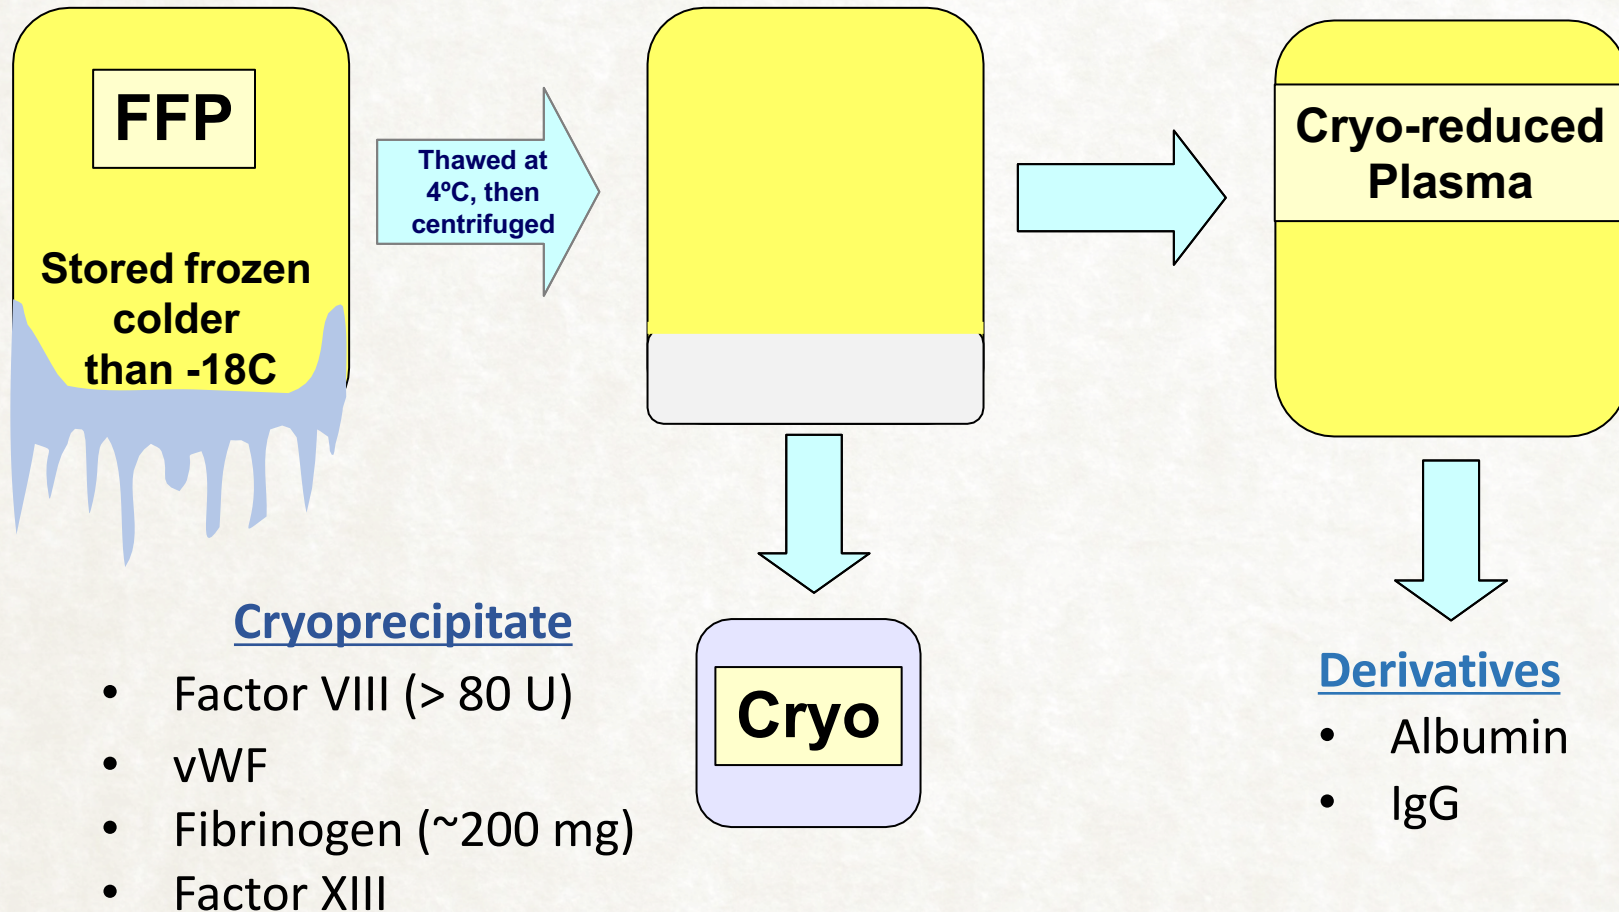 FFP
Stored frozen
colder
than -18C
Thawed at
4ºC, then
centrifuged
Cryo-reduced
Plasma
Cryoprecipitate
• Factor VIII (> 80 U)
• vWF
• Fibrinogen (~200 mg)
• Factor XIII
Cryo
Derivatives
• Albumin
• IgG